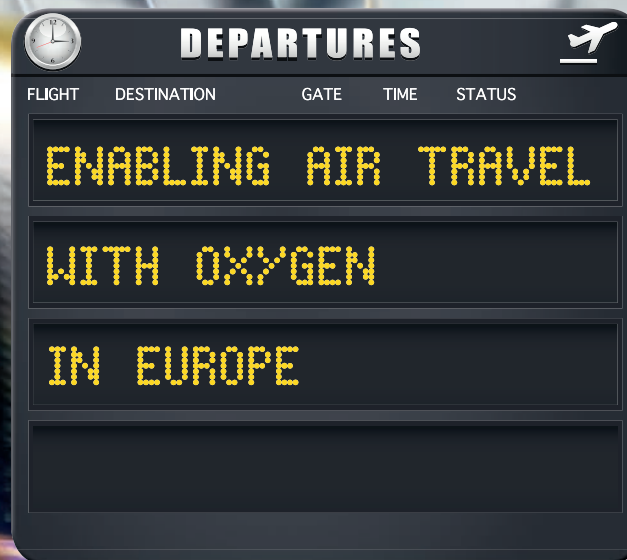 DEPARTURES
FLIGHT DESTINATION GATE TIME STATUS
ENABLING AIR TRAVEL
WITH OXYGEN
IN EUROPE